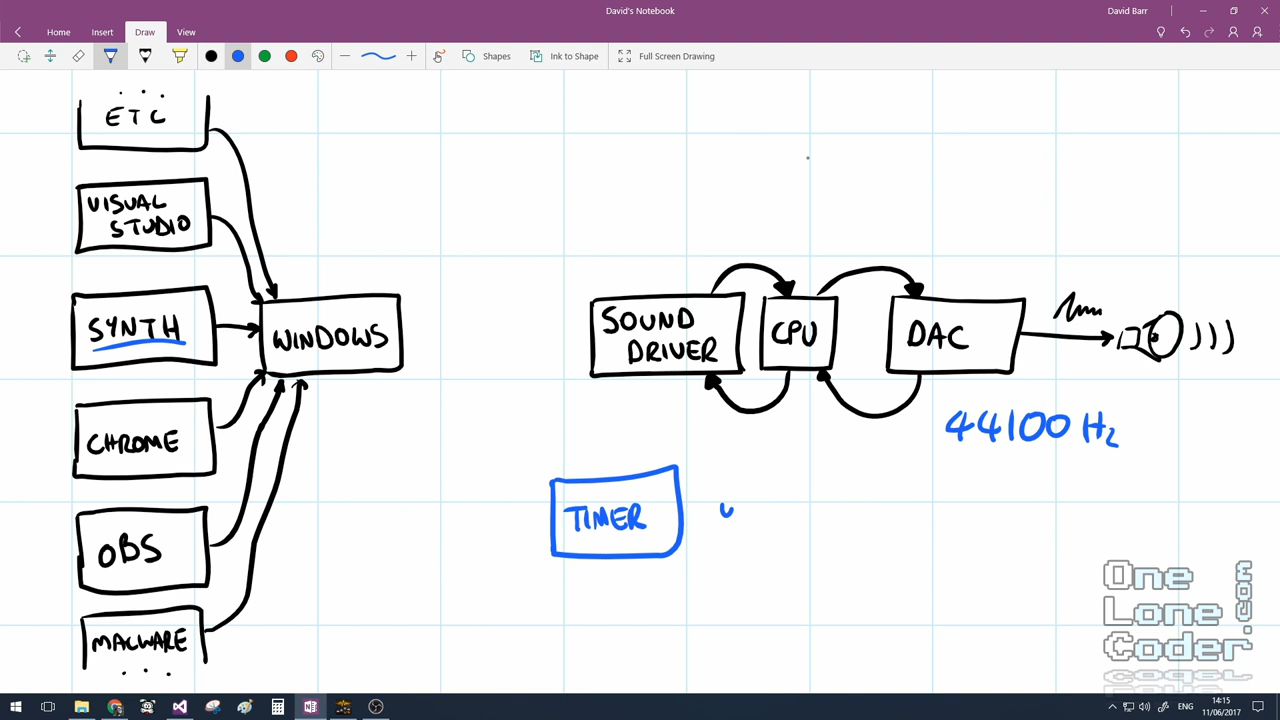 David's Notebook
David Barr
Home
Insert
Draw
View
Shapes
Ink to Shape
Full Screen Drawing
ETC
VISUAL
STUDIO
SYNTH
WINDOWS
CHROME
OBS
MALWARE
SOUND
DRIVER
CPU
DAC
44100 Hz
TIMER
One
Lone
Coder
.com
ENG
14:15
11/06/2017